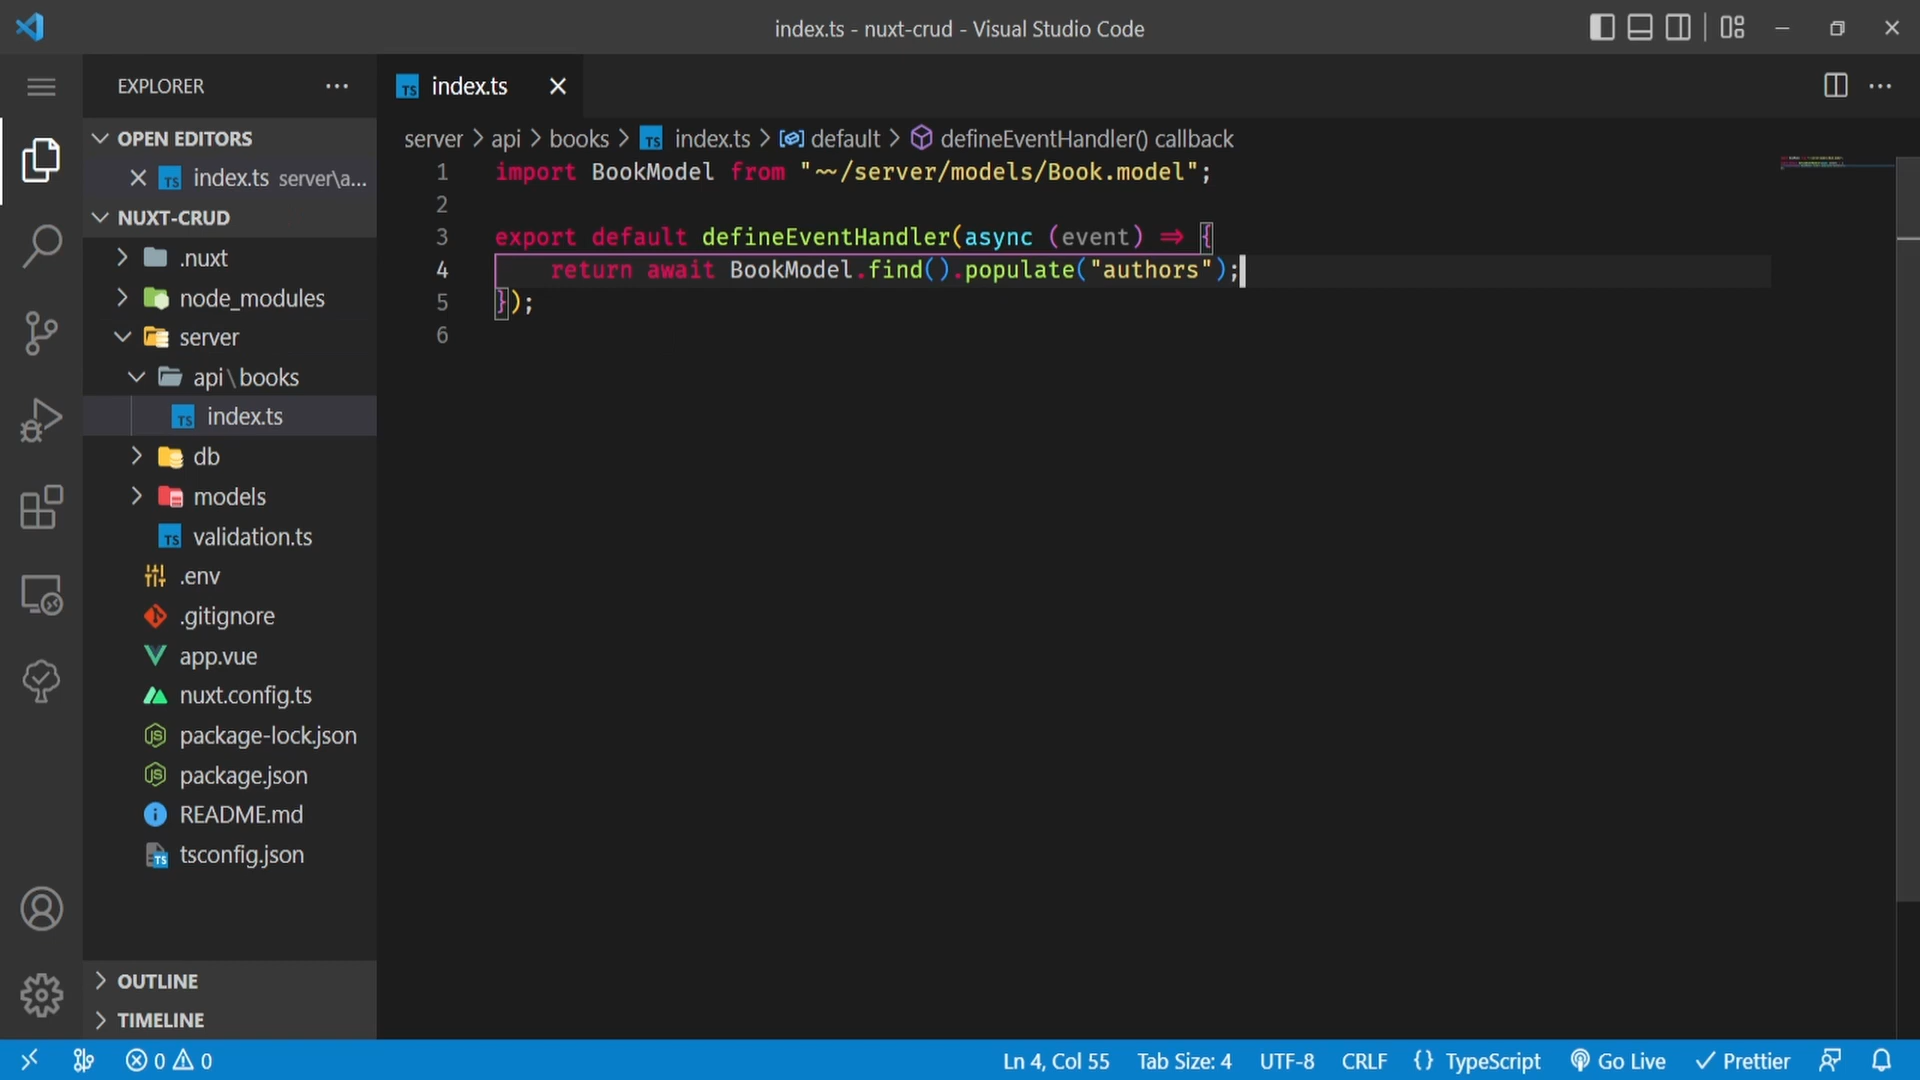 index.ts - nuxt-crud - Visual Studio Code
EXPLORER
index.ts
OPEN EDITORS
index.ts server\a...
NUXT-CRUD
.nuxt
node_modules
server
api\books
index.ts
db
models
validation.ts
.env
.gitignore
app.vue
nuxt.config.ts
package-lock.json
package.json
README.md
tsconfig.json
OUTLINE
TIMELINE
server > api > books > TS index.ts > default > defineEventHandler() callback
1 import BookModel from "~~/server/models/Book.model";
2
3 export default defineEventHandler(async (event) => {
4 return await BookModel.find().populate("authors");
5 });
6
0 0
Ln 4, Col 55
Tab Size: 4
UTF-8
CRLF
{} TypeScript
Go Live
Prettier